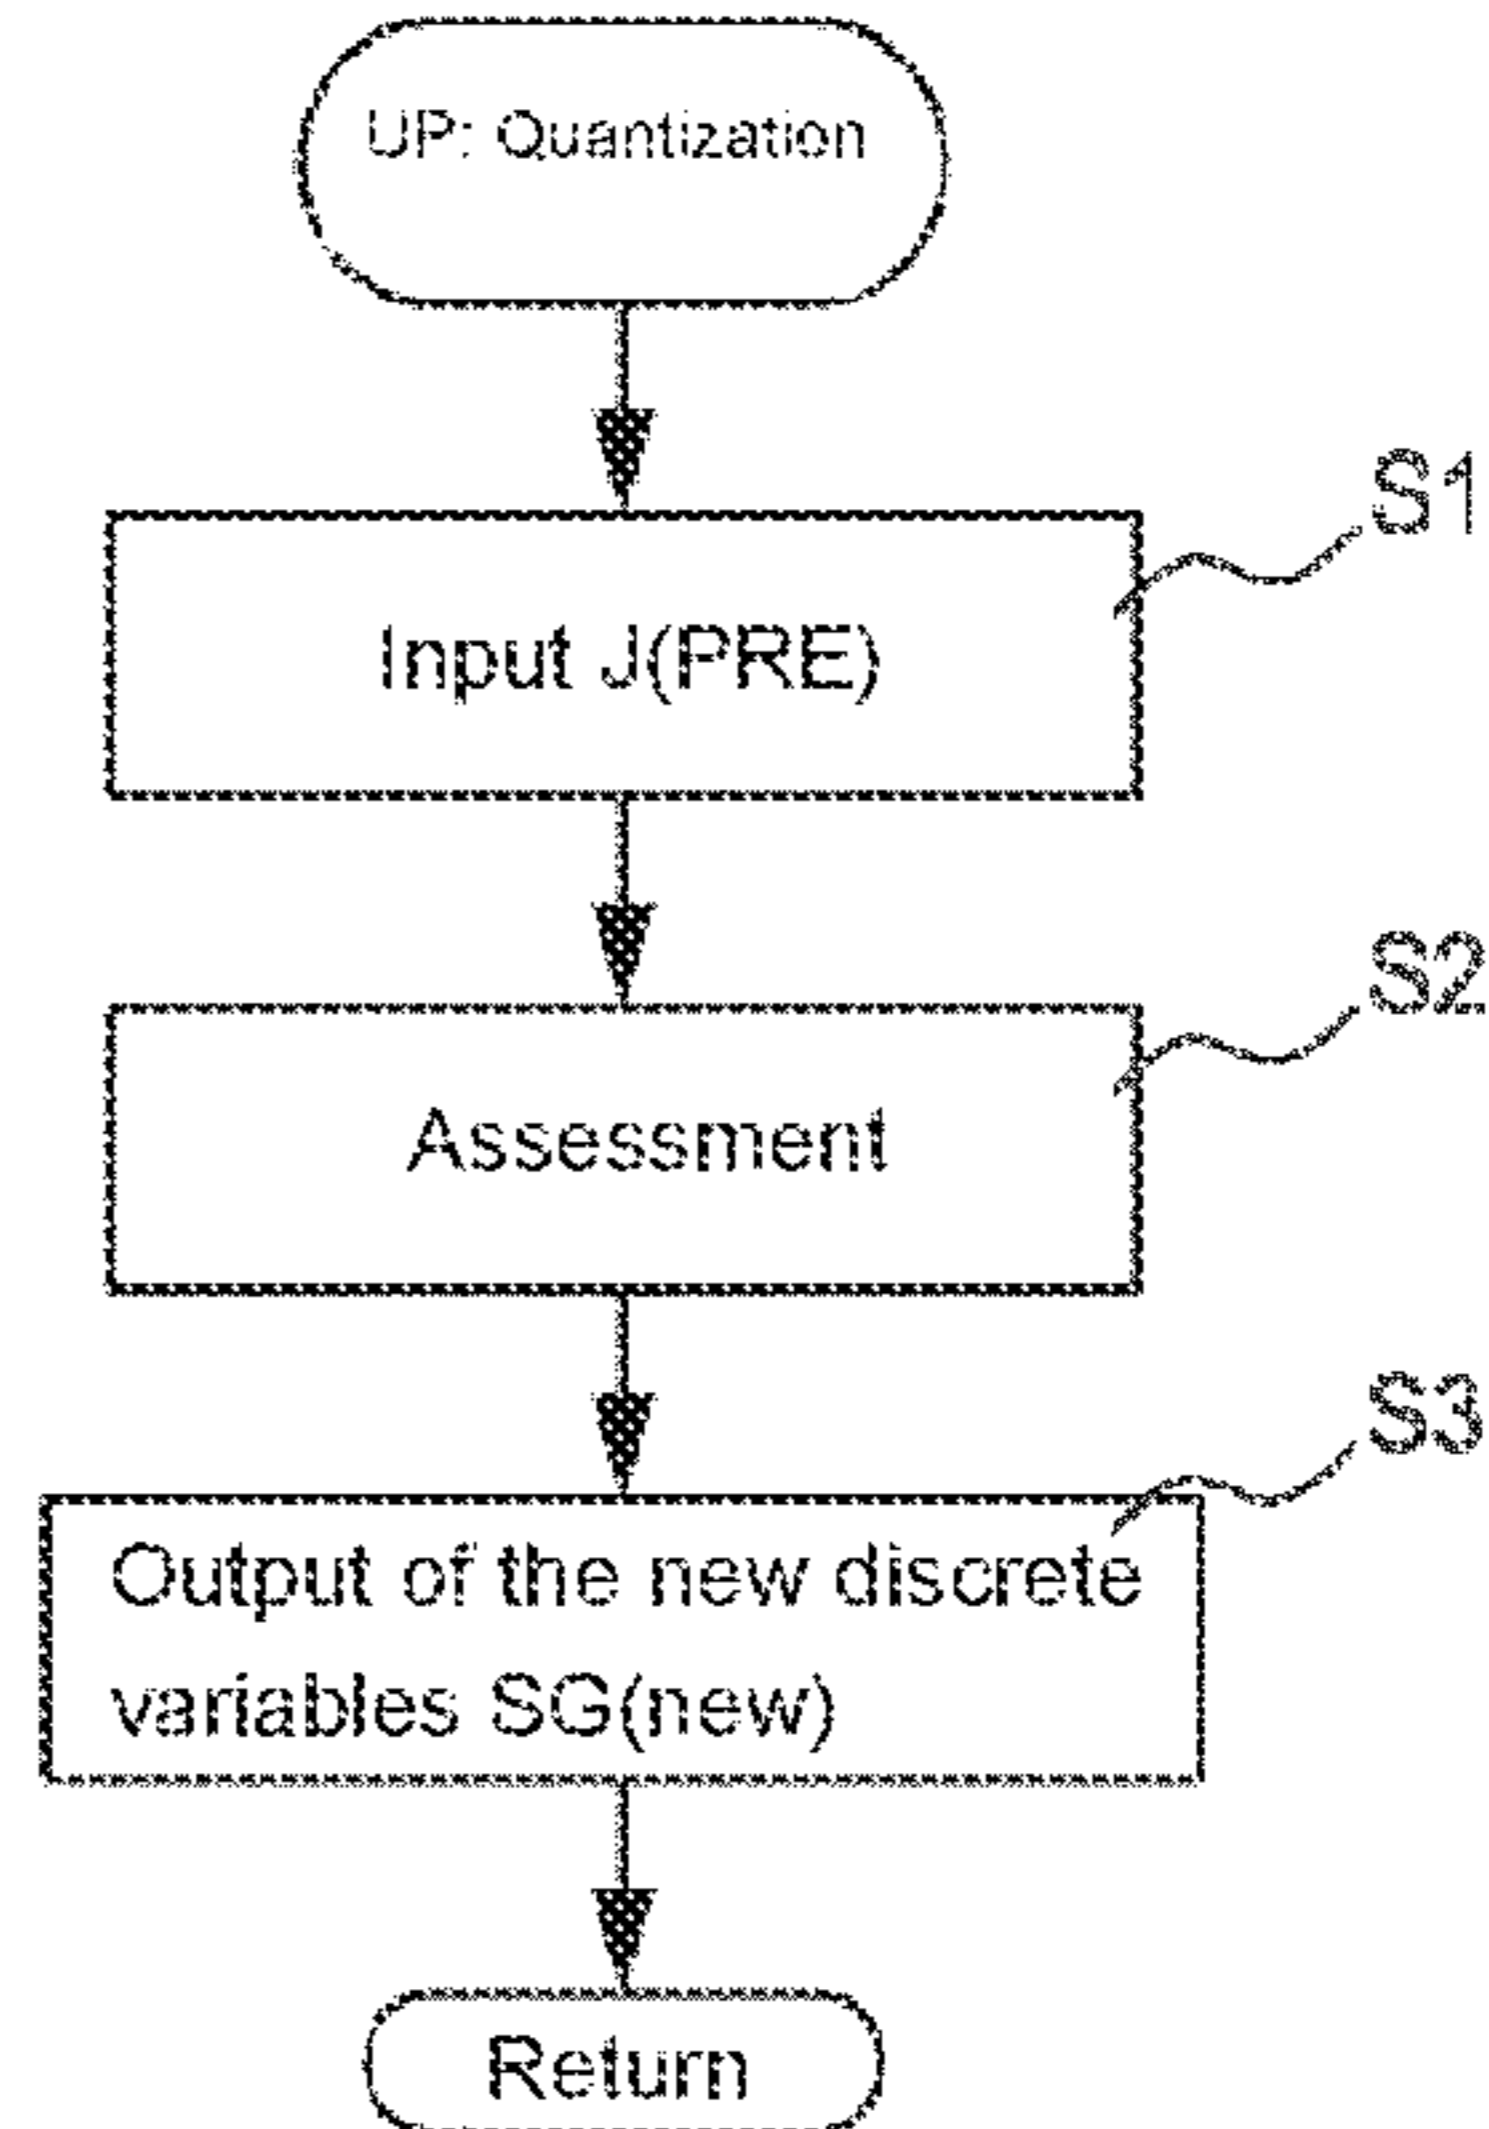 UP: Quantization
S1
Input J(PRE)
S2
Assessment
S3
Output of the new discrete
variables SG(new)
Return